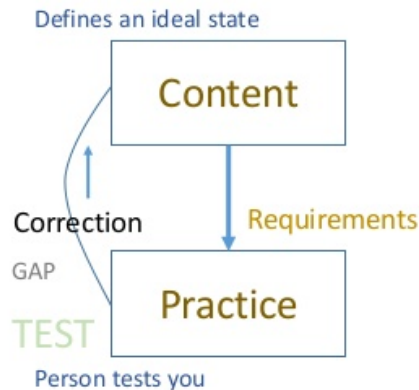 Defines an ideal state
Content
Correction
Requirements
GAP
Practice
TEST
Person tests you